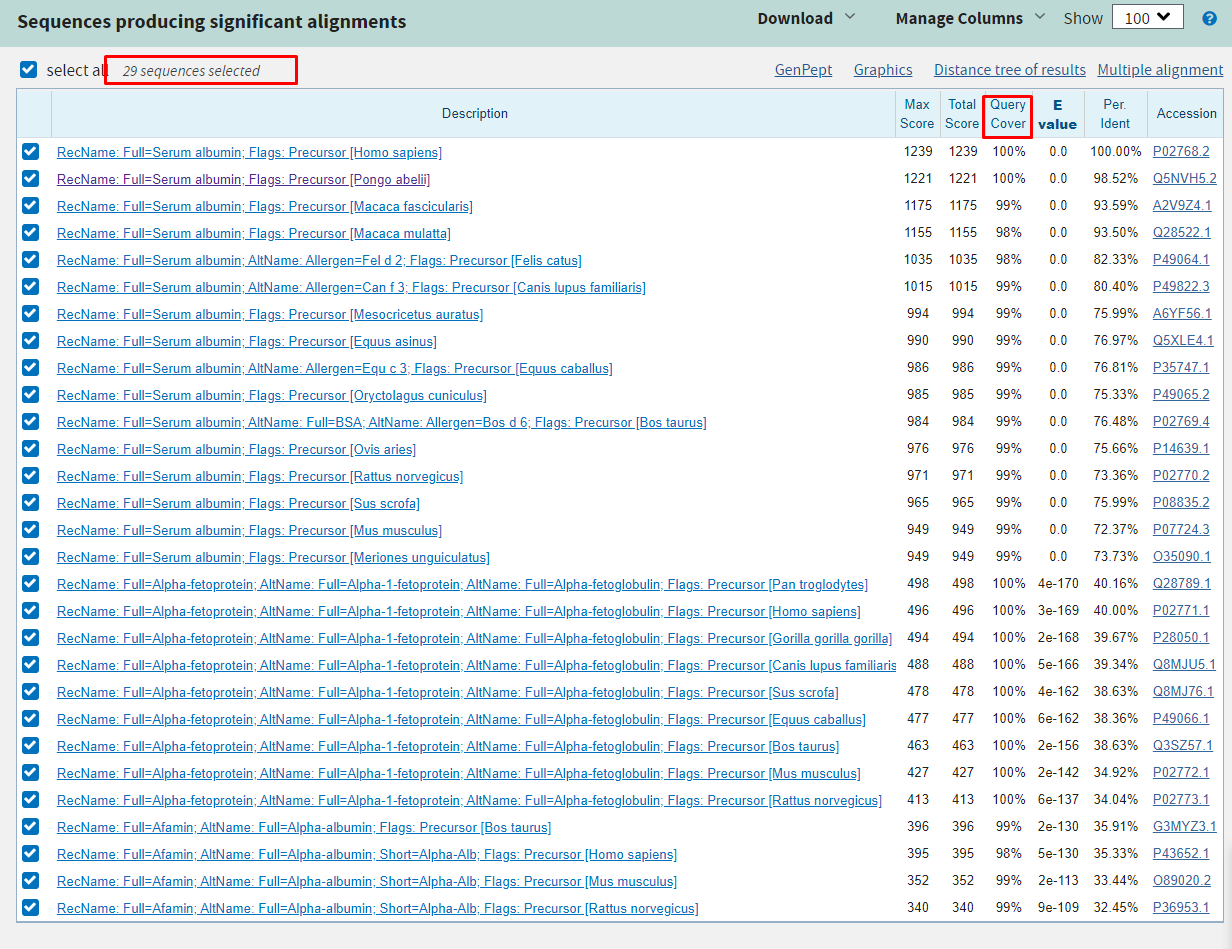 Sequences producing significant alignments Download Manage Columns Show 100 ?
select al 29 sequences selected GenPept Graphics Distance tree of results Multiple alignment
Description Max Score Total Score Query Cover E value Per. Ident Accession
RecName: Full=Serum albumin; Flags: Precursor [Homo sapiens] 1239 1239 100% 0.0 100.00% P02768.2
RecName: Full=Serum albumin; Flags: Precursor [Pongo abelii] 1221 1221 100% 0.0 98.52% Q5NVH5.2
RecName: Full=Serum albumin; Flags: Precursor [Macaca fascicularis] 1175 1175 99% 0.0 93.59% A2V9Z4.1
RecName: Full=Serum albumin; Flags: Precursor [Macaca mulatta] 1155 1155 98% 0.0 93.50% Q28522.1
RecName: Full=Serum albumin; AltName: Allergen=Fel d 2; Flags: Precursor [Felis catus] 1035 1035 98% 0.0 82.33% P49064.1
RecName: Full=Serum albumin; AltName: Allergen=Can f 3; Flags: Precursor [Canis lupus familiaris] 1015 1015 99% 0.0 80.40% P49822.3
RecName: Full=Serum albumin; Flags: Precursor [Mesocricetus auratus] 994 994 99% 0.0 75.99% A6YF56.1
RecName: Full=Serum albumin; Flags: Precursor [Equus asinus] 990 990 99% 0.0 76.97% Q5XLE4.1
RecName: Full=Serum albumin; AltName: Allergen=Equ c 3; Flags: Precursor [Equus caballus] 986 986 99% 0.0 76.81% P35747.1
RecName: Full=Serum albumin; Flags: Precursor [Oryctolagus cuniculus] 985 985 99% 0.0 75.33% P49065.2
RecName: Full=Serum albumin; AltName: Full=BSA; AltName: Allergen=Bos d 6; Flags: Precursor [Bos taurus] 984 984 99% 0.0 76.48% P02769.4
RecName: Full=Serum albumin; Flags: Precursor [Ovis aries] 976 976 99% 0.0 75.66% P14639.1
RecName: Full=Serum albumin; Flags: Precursor [Rattus norvegicus] 971 971 99% 0.0 73.36% P02770.2
RecName: Full=Serum albumin; Flags: Precursor [Sus scrofa] 965 965 99% 0.0 75.99% P08835.2
RecName: Full=Serum albumin; Flags: Precursor [Mus musculus] 949 949 99% 0.0 72.37% P07724.3
RecName: Full=Serum albumin; Flags: Precursor [Meriones unguiculatus] 949 949 99% 0.0 73.73% O35090.1
RecName: Full=Alpha-fetoprotein; AltName: Full=Alpha-1-fetoprotein; AltName: Full=Alpha-fetoglobulin; Flags: Precursor [Pan troglodytes] 498 498 100% 4e-170 40.16% Q28789.1
RecName: Full=Alpha-fetoprotein; AltName: Full=Alpha-1-fetoprotein; AltName: Full=Alpha-fetoglobulin; Flags: Precursor [Homo sapiens] 496 496 100% 3e-169 40.00% P02771.1
RecName: Full=Alpha-fetoprotein; AltName: Full=Alpha-1-fetoprotein; AltName: Full=Alpha-fetoglobulin; Flags: Precursor [Gorilla gorilla gorilla] 494 494 100% 2e-168 39.67% P28050.1
RecName: Full=Alpha-fetoprotein; AltName: Full=Alpha-1-fetoprotein; AltName: Full=Alpha-fetoglobulin; Flags: Precursor [Canis lupus familiaris 488 488 100% 5e-166 39.34% Q8MJU5.1
RecName: Full=Alpha-fetoprotein; AltName: Full=Alpha-1-fetoprotein; AltName: Full=Alpha-fetoglobulin; Flags: Precursor [Sus scrofa] 478 478 100% 4e-162 38.63% Q8MJ76.1
RecName: Full=Alpha-fetoprotein; AltName: Full=Alpha-1-fetoprotein; AltName: Full=Alpha-fetoglobulin; Flags: Precursor [Equus caballus] 477 477 100% 6e-162 38.36% P49066.1
RecName: Full=Alpha-fetoprotein; AltName: Full=Alpha-1-fetoprotein; AltName: Full=Alpha-fetoglobulin; Flags: Precursor [Bos taurus] 463 463 100% 2e-156 38.63% Q3SZ57.1
RecName: Full=Alpha-fetoprotein; AltName: Full=Alpha-1-fetoprotein; AltName: Full=Alpha-fetoglobulin; Flags: Precursor [Mus musculus] 427 427 100% 2e-142 34.92% P02772.1
RecName: Full=Alpha-fetoprotein; AltName: Full=Alpha-1-fetoprotein; AltName: Full=Alpha-fetoglobulin; Flags: Precursor [Rattus norvegicus] 413 413 100% 6e-137 34.04% P02773.1
RecName: Full=Afamin; AltName: Full=Alpha-albumin; Flags: Precursor [Bos taurus] 396 396 99% 2e-130 35.91% G3MYZ3.1
RecName: Full=Afamin; AltName: Full=Alpha-albumin; Short=Alpha-Alb; Flags: Precursor [Homo sapiens] 395 395 98% 5e-130 35.33% P43652.1
RecName: Full=Afamin; AltName: Full=Alpha-albumin; Short=Alpha-Alb; Flags: Precursor [Mus musculus] 352 352 99% 2e-113 33.44% O89020.2
RecName: Full=Afamin; AltName: Full=Alpha-albumin; Short=Alpha-Alb; Flags: Precursor [Rattus norvegicus] 340 340 99% 9e-109 32.45% P36953.1